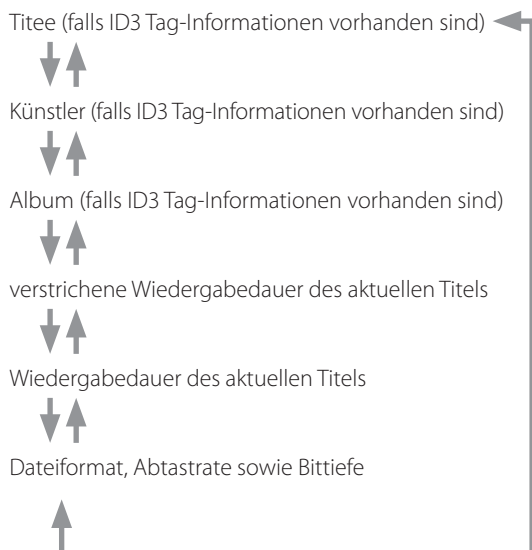 Titee (falls ID3 Tag-Informationen vorhanden sind)
Künstler (falls ID3 Tag-Informationen vorhanden sind)
Album (falls ID3 Tag-Informationen vorhanden sind)
verstrichene Wiedergabedauer des aktuellen Titels
Wiedergabedauer des aktuellen Titels
Dateiformat, Abtastrate sowie Bittiefe